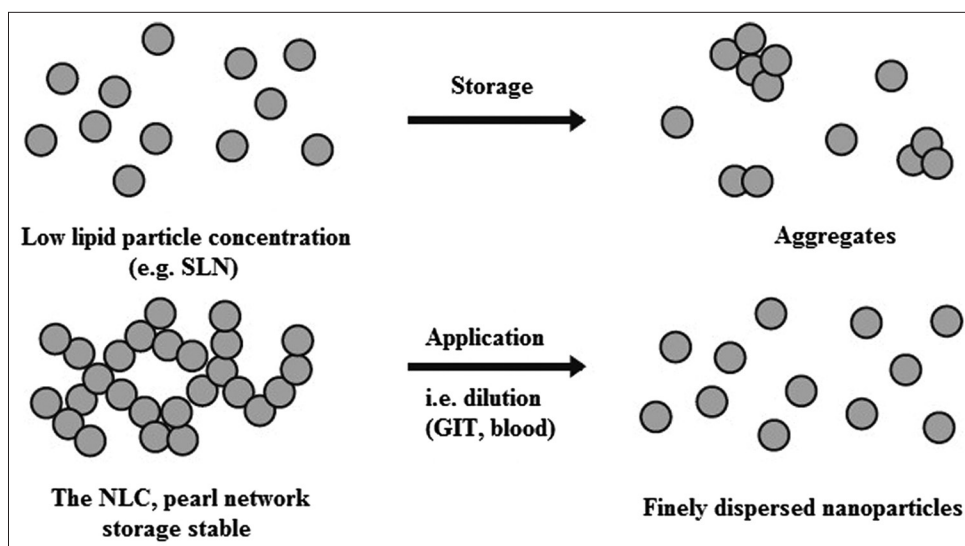 Storage
Low lipid particle concentration
(e.g. SLN)
Aggregates
Application
i.e. dilution
(GIT, blood)
The NLC, pearl network
storage stable
Finely dispersed nanoparticles